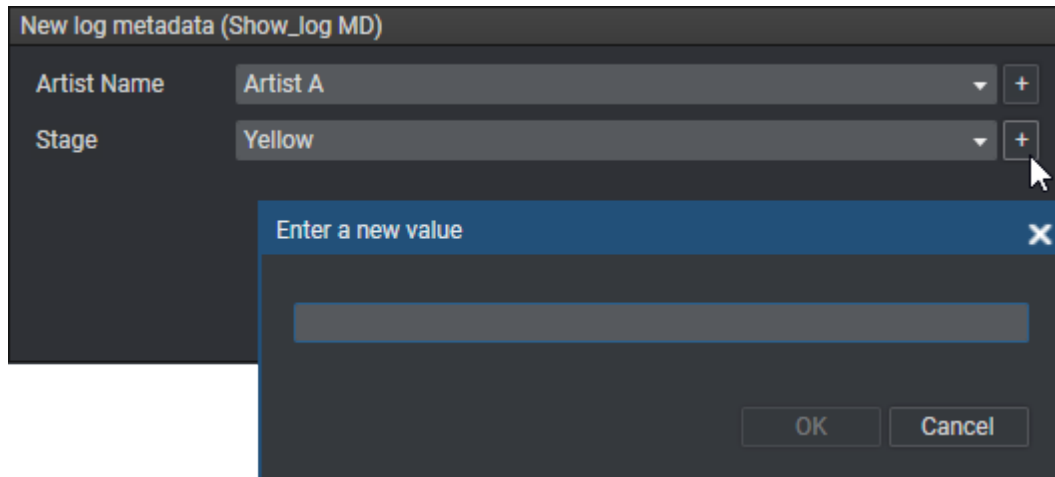 New log metadata (Show_log MD)
Artist Name Artist A +
Stage Yellow +
Enter a new value
OK Cancel